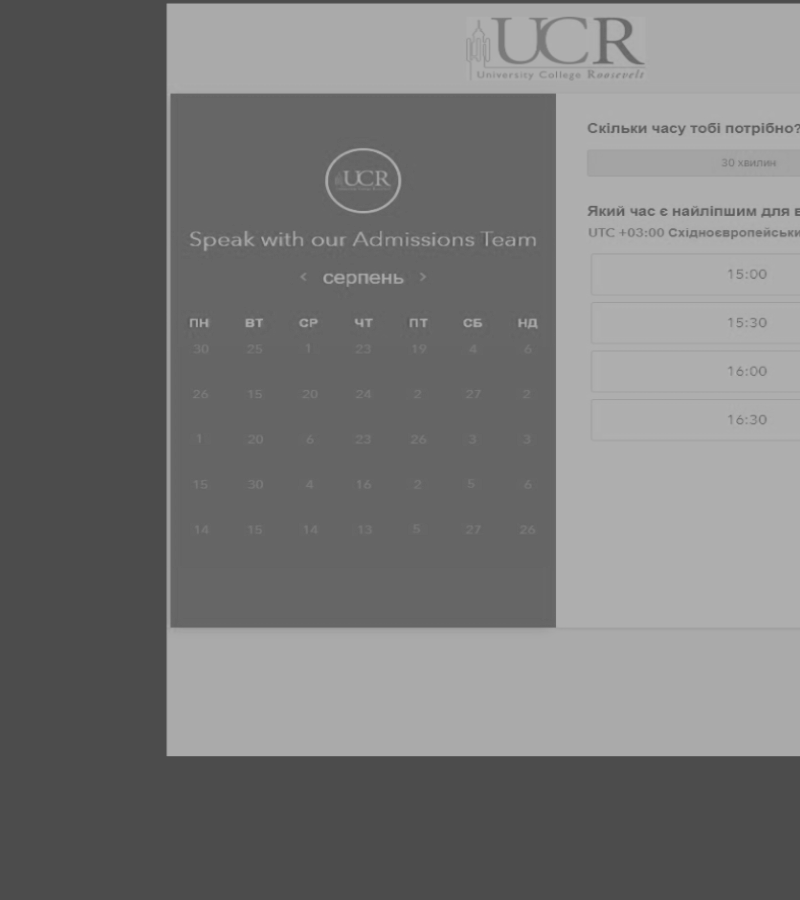 UCR
University College Roosevelt
UCR
Speak with our Admissions Team
< серпень >
ПН ВТ СР ЧТ ПТ СБ НД
30 25 1 23 19 4 6
26 15 20 24 2 27 2
1 20 6 23 26 3 3
15 30 4 16 2 5 6
14 15 14 13 5 27 26
Скільки часу тобі потрібно?
30 хвилин
Який час є найліпшим для в
UTC +03:00 Східноєвропейськи
15:00
15:30
16:00
16:30